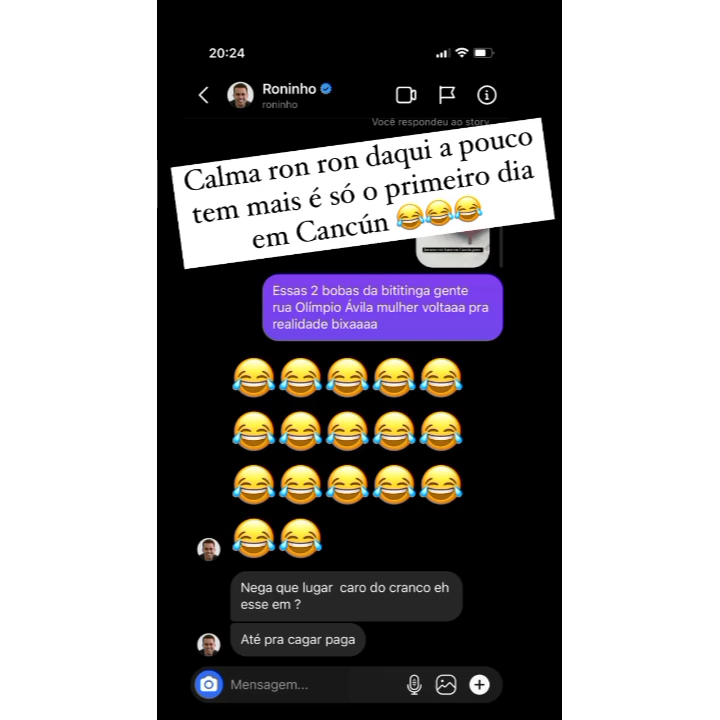 20:24
Roninho
roninho
Você respondeu ao story
Calma ron ron daqui a pouco
tem mais é só o primeiro dia
em Cancún 😂😂😂
Essas 2 bobas da bititinga gente
rua Olímpio Ávila mulher voltaaa pra
realidade bixaaaa
😂😂😂😂😂
😂😂😂😂😂
😂😂😂😂😂
😂😂
Nega que lugar caro do cranco eh
esse em ?
Até pra cagar paga
Mensagem...